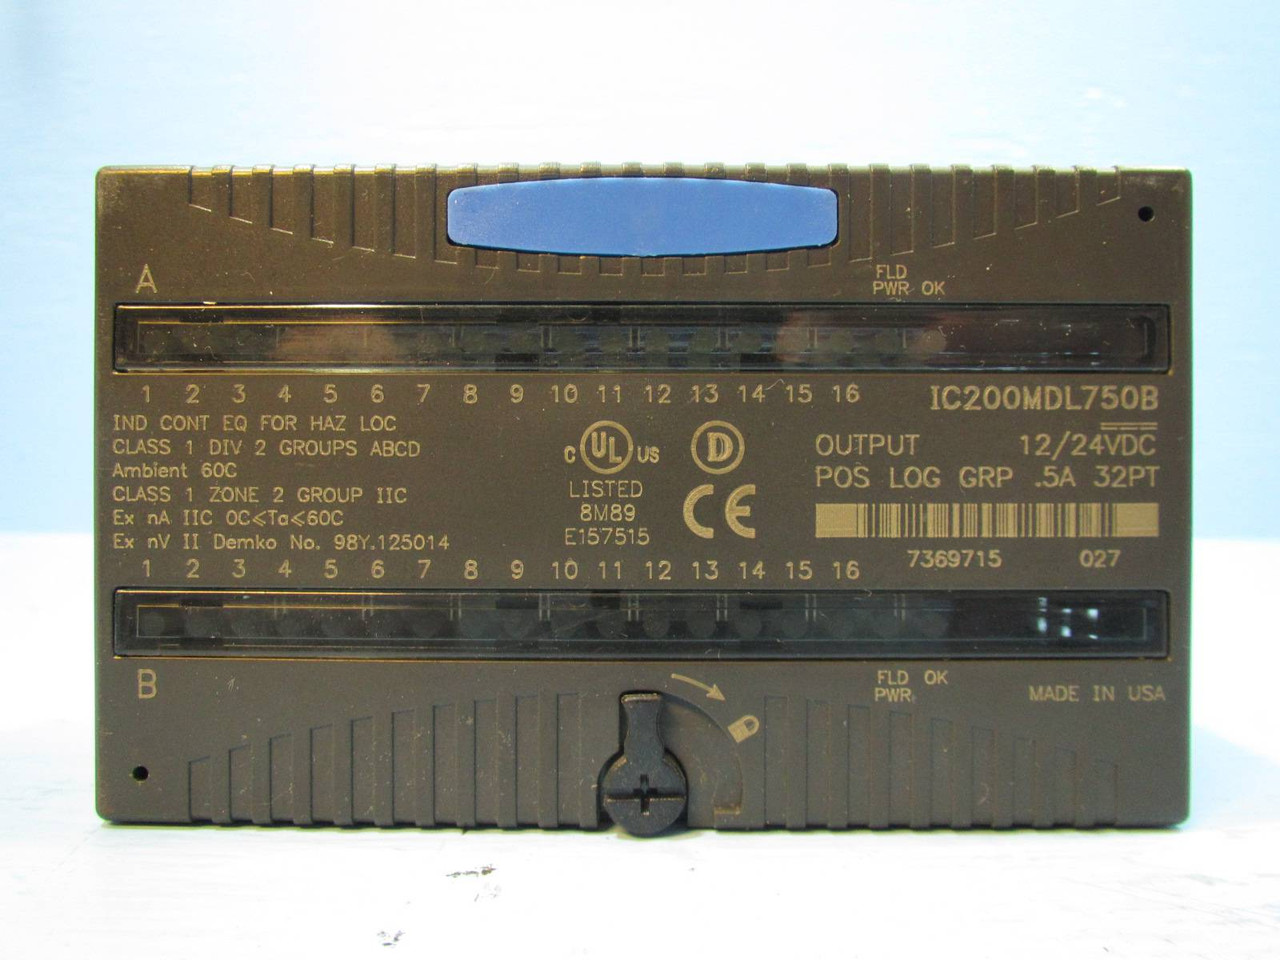 A
FLD
PWR OK
1 2 3 4 5 6 7 8 9 10 11 12 13 14 15 16
IC200MDL750B
IND CONT EQ FOR HAZ LOC
CLASS 1 DIV 2 GROUPS ABCD
Ambient 60C
CLASS 1 ZONE 2 GROUP IIC
Ex nA IIC 0C≤Ta≤60C
Ex nV II Demko No. 98Y.125014
C UL US
LISTED
8M89
E157515
D
CE
OUTPUT 12/24VDC
POS LOG GRP .5A 32PT
7369715 027
1 2 3 4 5 6 7 8 9 10 11 12 13 14 15 16
B
FLD OK
PWR
MADE IN USA